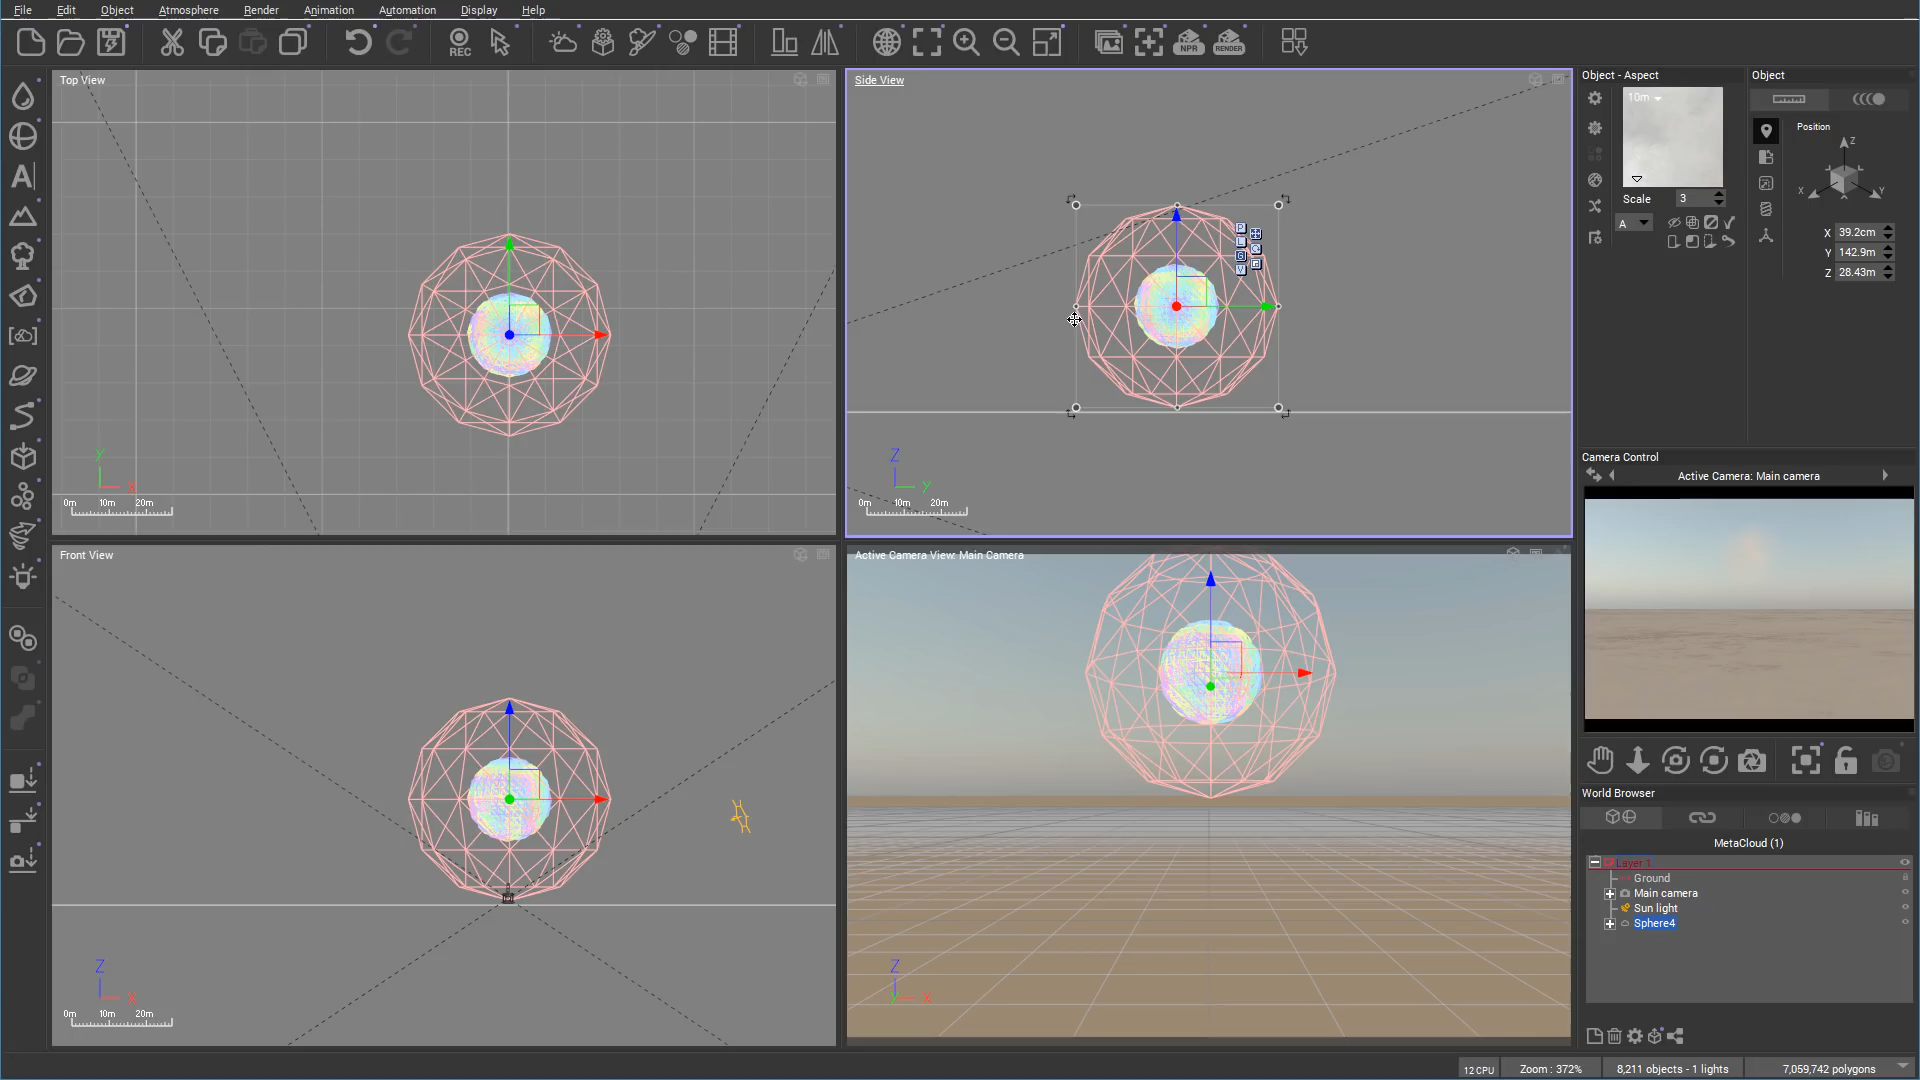 File Edit Object Atmosphere Render Animation Automation Display Help
REC NPR RENDER
Top View
Side View
Object - Aspect
Object
10m
Position
Z
X Y
Scale 3
A
X 39.2cm
Y 142.9m
Z 28.43m
P
L
G
Y
Y
X
0m 10m 20m
Z
Y
0m 10m 20m
Camera Control
Active Camera: Main camera
Front View
Active Camera View: Main Camera
Z
X
0m 10m 20m
Z
Y X
World Browser
MetaCloud (1)
Layer 1
Ground
Main camera
Sun light
Sphere4
12 CPU Zoom : 372% 8,211 objects - 1 lights 7,059,742 polygons